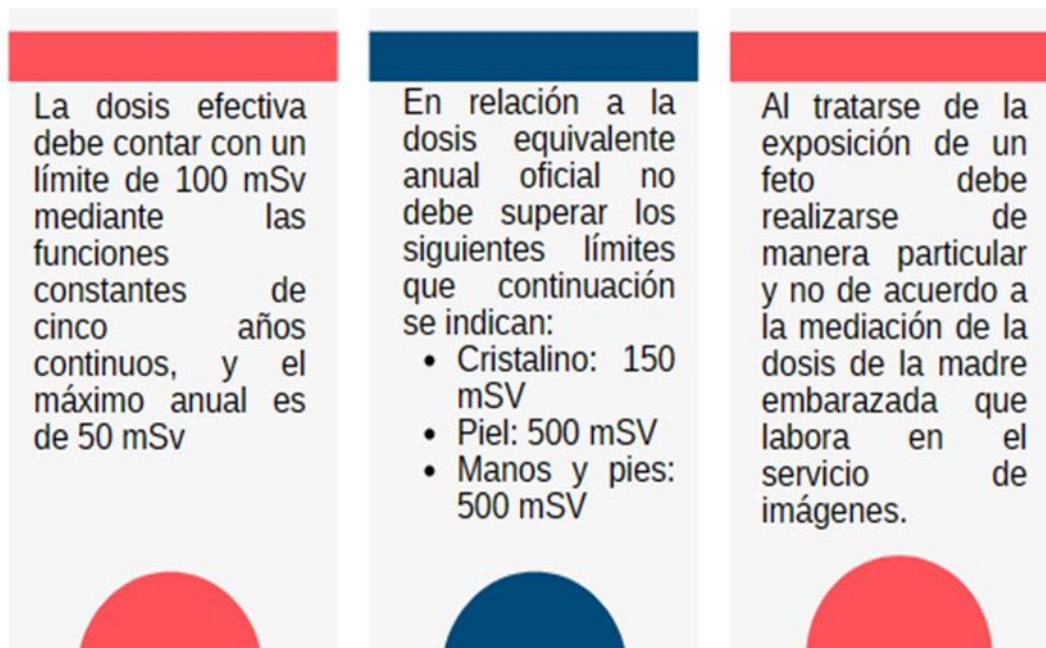 La dosis efectiva
debe contar con un
límite de 100 mSv
mediante las
funciones
constantes de
cinco años
continuos, y el
máximo anual es
de 50 mSv
En relación a la
dosis equivalente
anual oficial no
debe superar los
siguientes límites
que continuación
se indican:
• Cristalino: 150
mSV
• Piel: 500 mSV
• Manos y pies:
500 mSV
Al tratarse de la
exposición de un
feto debe
realizarse de
manera particular
y no de acuerdo a
la mediación de la
dosis de la madre
embarazada que
labora en el
servicio de
imágenes.